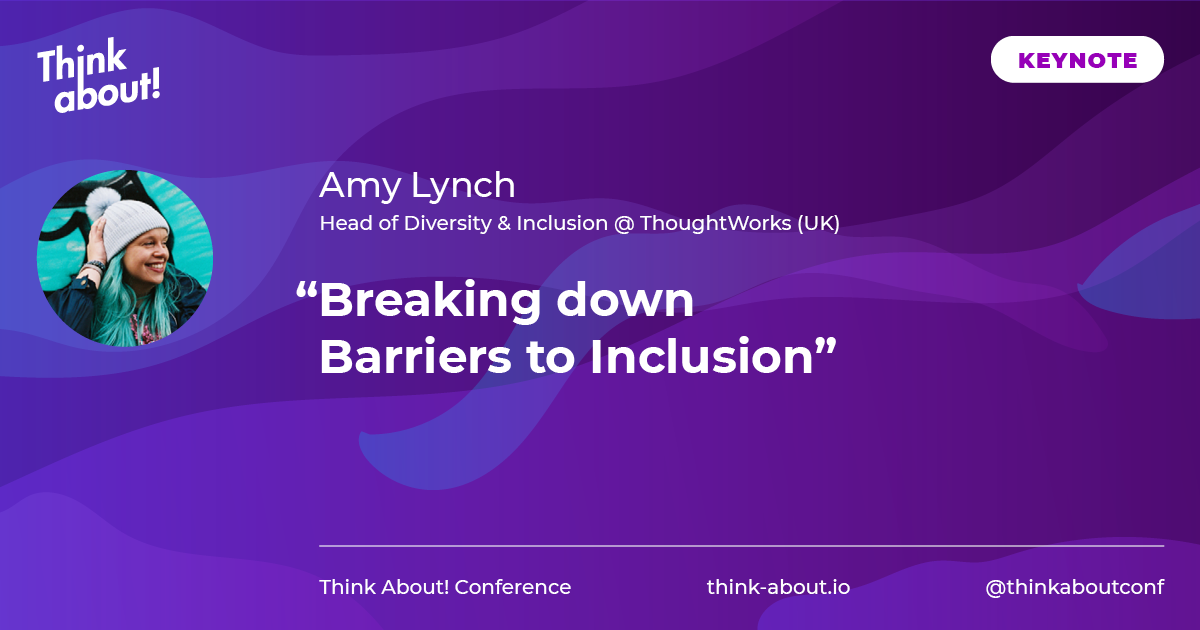 Think
about!
KEYNOTE
Amy Lynch
Head of Diversity & Inclusion @ ThoughtWorks (UK)
“Breaking down
Barriers to Inclusion”
Think About! Conference
think-about.io
@thinkaboutconf